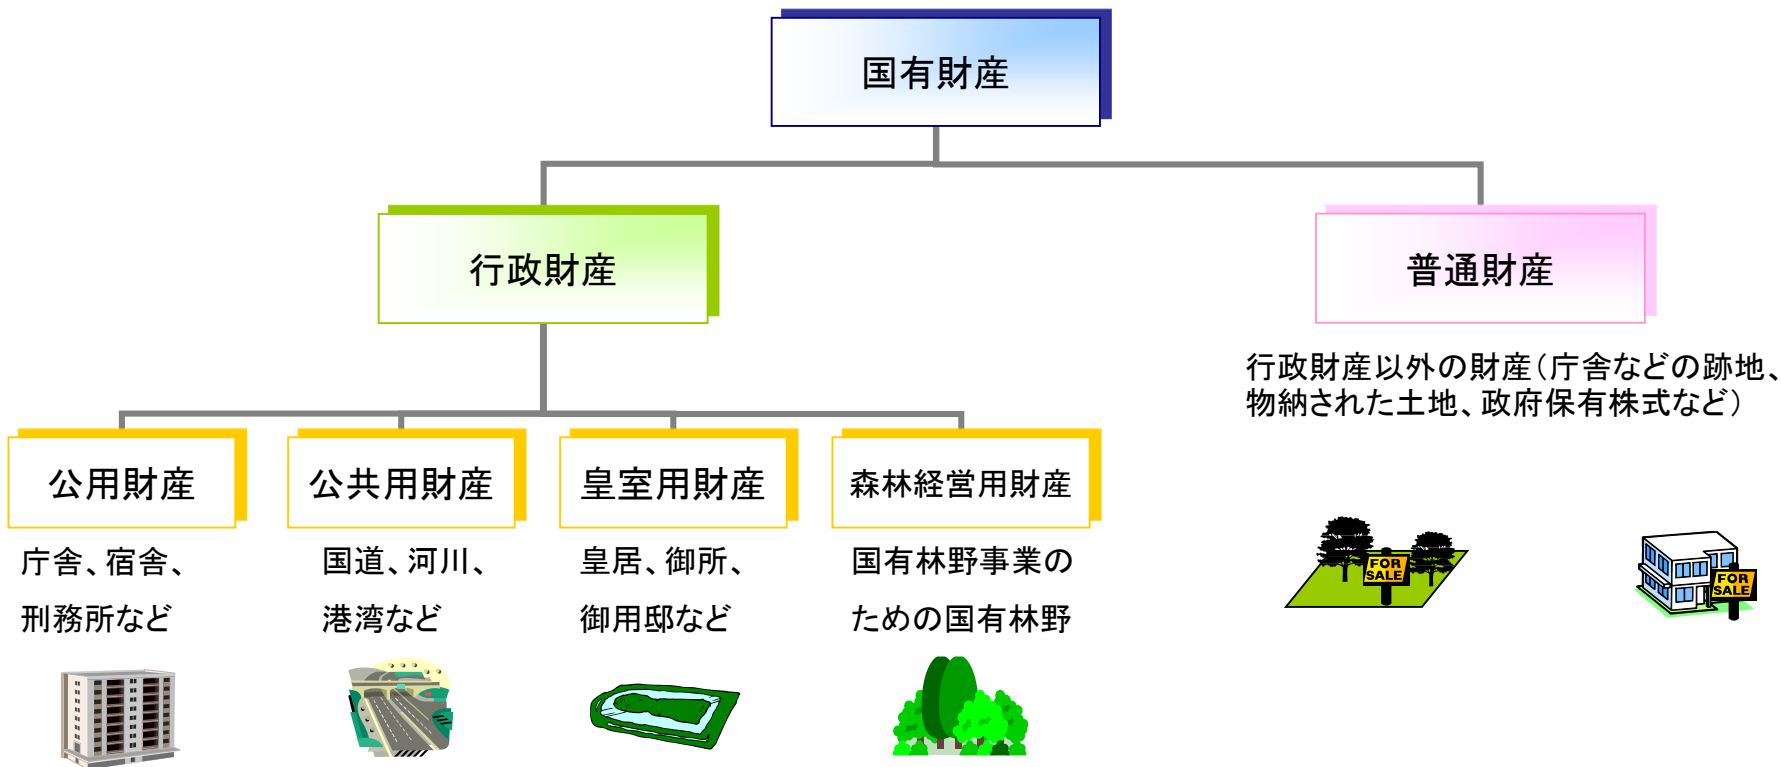 国有財産
行政財産
普通財産
行政財産以外の財産（庁舎などの跡地、
物納された土地、政府保有株式など）
公用財産
公共用財産
皇室用財産
森林経営用財産
庁舎、宿舎、
刑務所など
国道、河川、
港湾など
皇居、御所、
御用邸など
国有林野事業の
ための国有林野
FOR
SALE
FOR
SALE